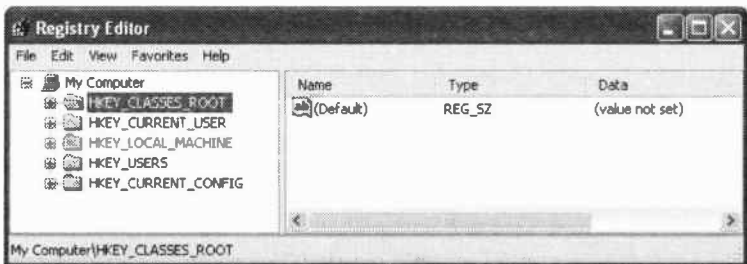 Registry Editor
File Edit View Favorites Help
My Computer
HKEY_CLASSES_ROOT
HKEY_CURRENT_USER
HKEY_LOCAL_MACHINE
HKEY_USERS
HKEY_CURRENT_CONFIG
Name Type Data
ab (Default) REG_SZ (value not set)
My Computer\HKEY_CLASSES_ROOT